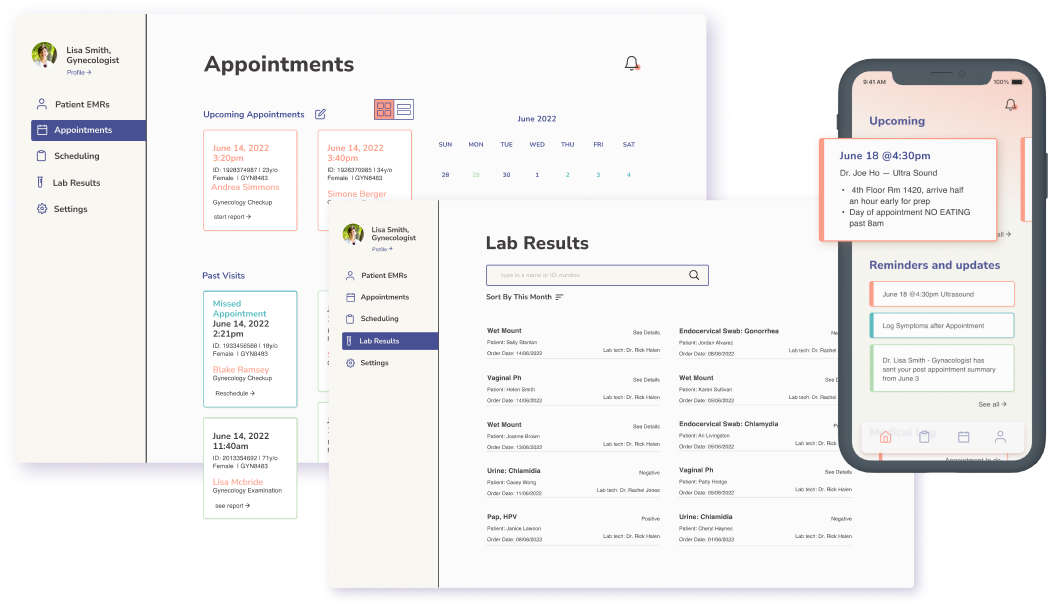 Lisa Smith,
Gynecologist
Profile →
Patient EMRs
Appointments
Scheduling
Lab Results
Settings
Appointments
Upcoming Appointments
June 14, 2022
3:20pm
ID: 1928374987 | 23y/o
Female | GYN8483
Andrea Simmons
Gynecology Checkup
start report →
June 14, 2022
3:40pm
ID: 1928370985 | 34y/o
Female | GYN8483
Simone Berger
June 2022
SUN MON TUE WED THU FRI SAT
28 29 30 1 2 3 4
Past Visits
Missed
Appointment
June 14, 2022
2:21pm
ID: 1933456568 | 18y/o
Female | GYN8483
Blake Ramsey
Gynecology Checkup
Reschedule →
June 14, 2022
11:40am
ID: 2013354692 | 71y/o
Female | GYN8483
Lisa Mcbride
Gynecology Examination
see report →
Lisa Smith,
Gynecologist
Profile →
Patient EMRs
Appointments
Scheduling
Lab Results
Settings
Lab Results
type in a name or ID: number
Sort By This Month
Wet Mount
See Details
Patient: Sally Stanton
Lab tech: Dr. Rick Halen
Order Date: 14/06/2022
Vaginal Ph
See Details
Patient: Helen Smith
Lab tech: Dr. Rick Halen
Order Date: 14/06/2022
Wet Mount
See Details
Patient: Joanne Brown
Lab tech: Dr. Rick Halen
Order Date: 13/06/2022
Urine: Chlamidia
Negative
Patient: Casey Wong
Lab tech: Dr. Rachel Jones
Order Date: 11/06/2022
Pap, HPV
Positive
Patient: Janice Lawson
Lab tech: Dr. Rick Halen
Order Date: 09/06/2022
Endocervical Swab: Gonorrhea
Ne
Patient: Jordan Alvarez
Lab tech: Dr. Rachel
Order Date: 08/06/2022
Wet Mount
See D
Patient: Karen Sullivan
Lab tech: Dr. Rachel
Order Date: 05/06/2022
Endocervical Swab: Chlamydia
Patient: Ari Livingston
Lab tech: Dr. Rick Halen
Order Date: 05/06/2022
Vaginal Ph
Negative
Patient: Patty Hodge
Lab tech: Dr. Rick Halen
Order Date: 05/06/2022
Urine: Chlamidia
Negative
Patient: Cheryl Haynes
Lab tech: Dr. Rick Halen
Order Date: 01/06/2022
9:41 AM 100%
Upcoming
June 18 @4:30pm
Dr. Joe Ho — Ultra Sound
• 4th Floor Rm 1420, arrive half
an hour early for prep
• Day of appointment NO EATING
past 8am
all →
Reminders and updates
June 18 @4:30pm Ultrasound
Log Symptoms after Appointment
Dr. Lisa Smith - Gynacologist has
sent your post appointment summary
from June 3
See all →
Appointment to do